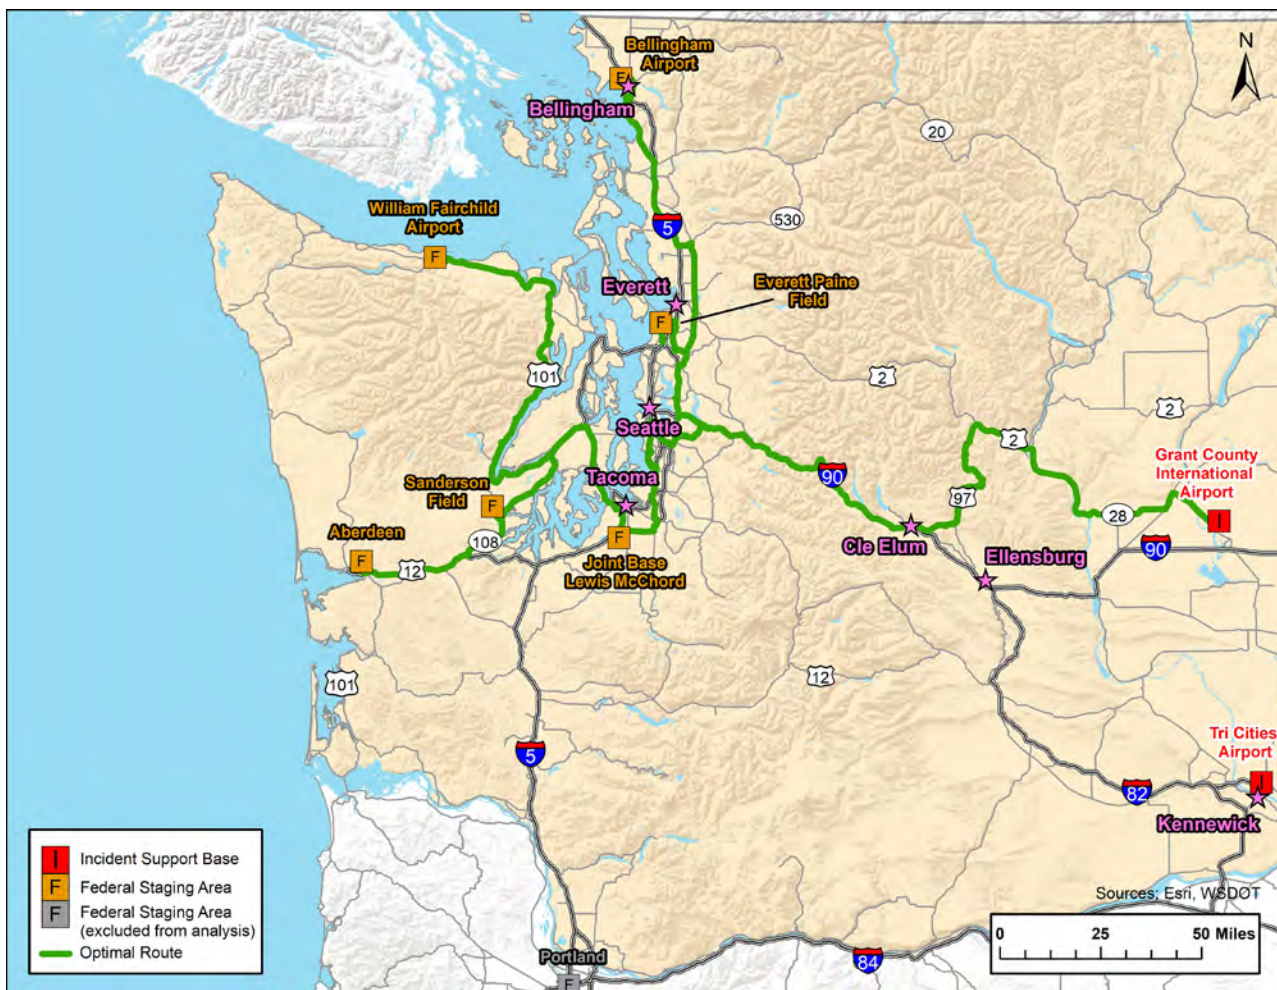 N
Bellingham
Airport
F
Bellingham
20
530
5
William Fairchild
Airport
F
Everett
Everett Paine
Field
F
101
2
2
Seattle
2
Grant County
International
Airport
I
Tacoma
90
97
28
Sanderson
Field
F
Cle Elum
90
Aberdeen
F
108
12
F
Joint Base
Lewis McChord
Ellensburg
12
101
5
Tri Cities
Airport
I
82
Kennewick
I Incident Support Base
F Federal Staging Area
F Federal Staging Area
(excluded from analysis)
Optimal Route
Sources: Esri, WSDOT
0 25 50 Miles
Portland
F
84